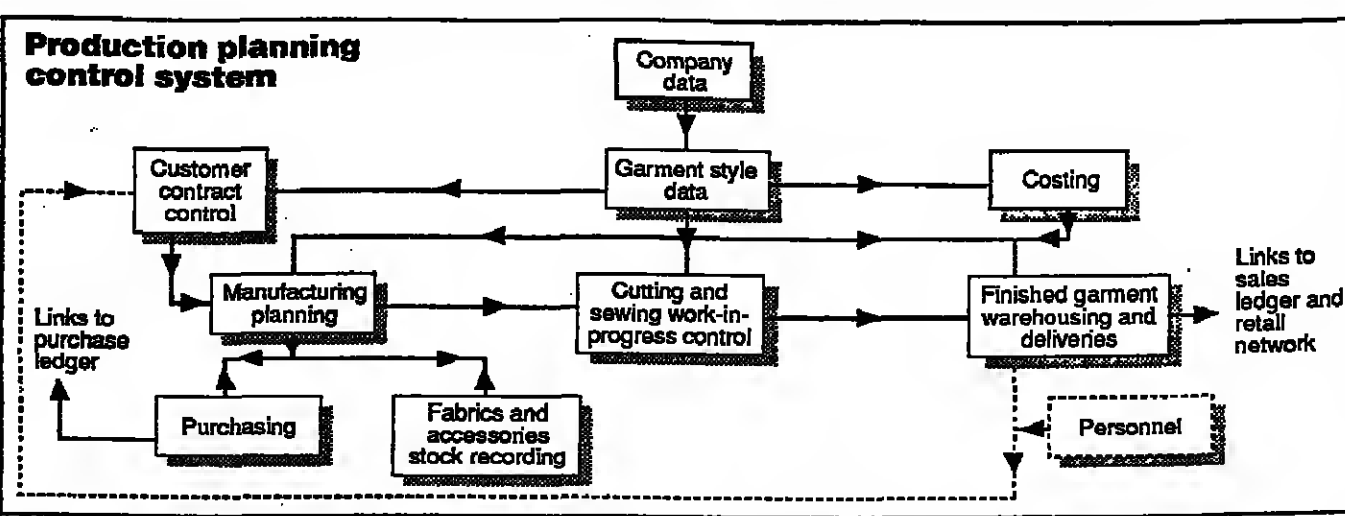 Production planning
control system
Company
data
Customer
contract
control
Garment style
data
Costing
Manufacturing
planning
Cutting and
sewing work-in-
progress control
Finished garment
warehousing and
deliveries
Links to
sales
ledger and
retail
network
Links to
purchase
ledger
Purchasing
Fabrics and
accessories
stock recording
Personnel